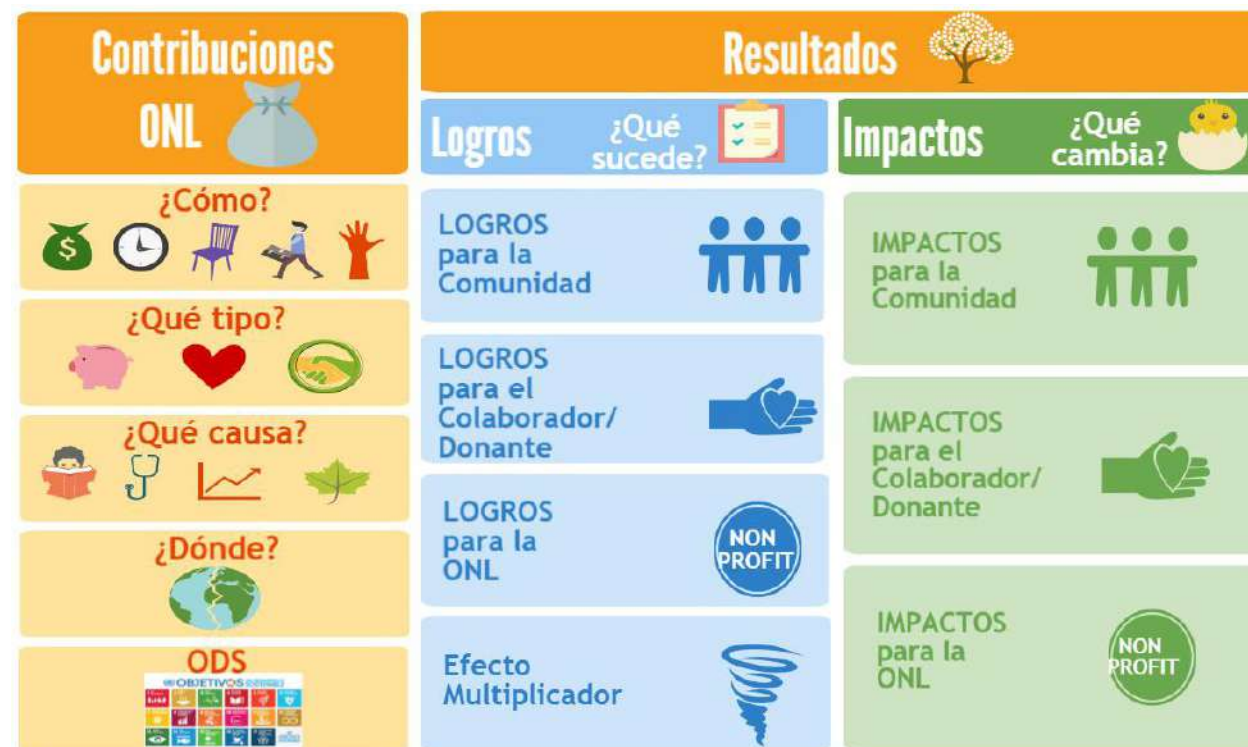 Contribuciones
ONL
¿Cómo?
$
¿Qué tipo?
¿Qué causa?
¿Dónde?
ODS
OBJETIVOS
Resultados
Logros
¿Qué
sucede?
LOGROS
para la
Comunidad
LOGROS
para el
Colaborador/
Donante
LOGROS
para la
ONL
NON
PROFIT
Efecto
Multiplicador
Impactos
¿Qué
cambia?
IMPACTOS
para la
Comunidad
IMPACTOS
para el
Colaborador/
Donante
IMPACTOS
para la
ONL
NON
PROFIT